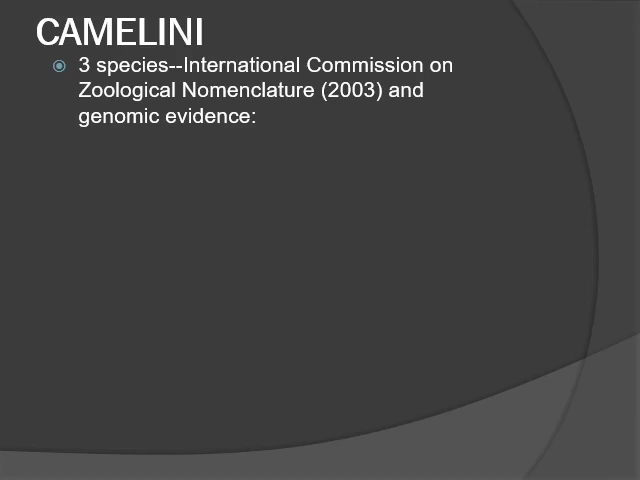 CAMELINI
3 species--International Commission on
Zoological Nomenclature (2003) and
genomic evidence: